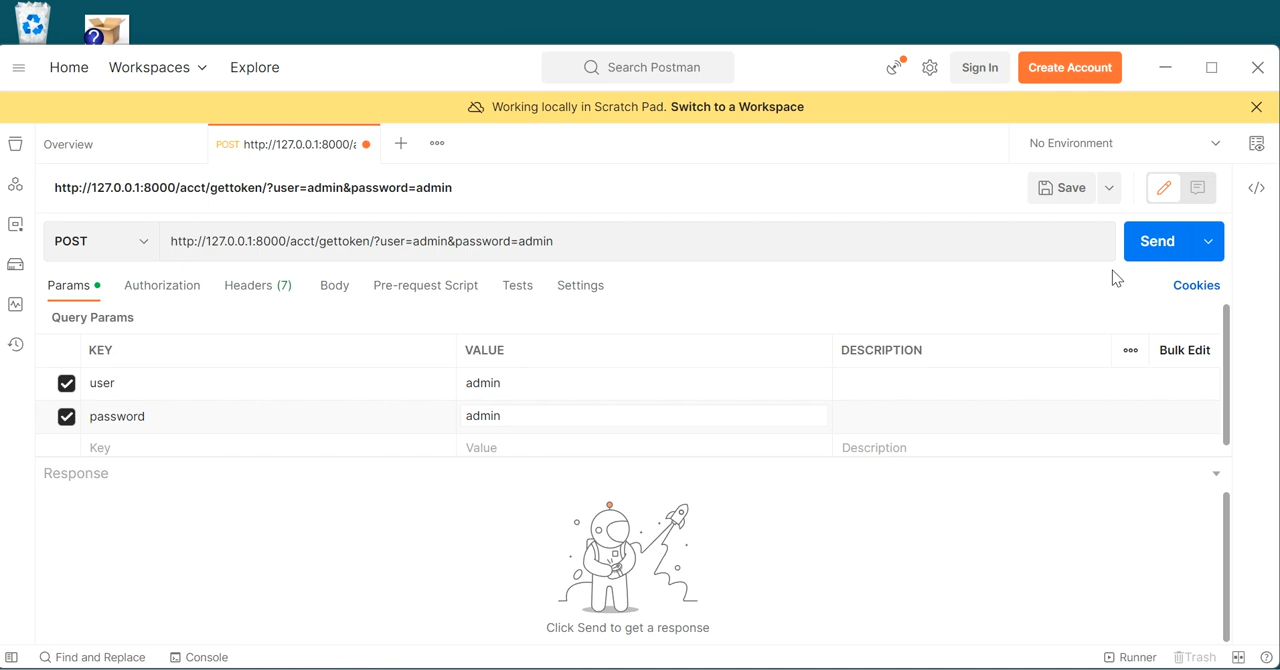 Home Workspaces Explore Search Postman Sign In Create Account
Working locally in Scratch Pad. Switch to a Workspace
Overview POST http://127.0.0.1:8000/a ooo No Environment
http://127.0.0.1:8000/acct/gettoken/?user=admin&password=admin Save
POST http://127.0.0.1:8000/acct/gettoken/?user=admin&password=admin Send
Params Authorization Headers (7) Body Pre-request Script Tests Settings Cookies
Query Params
KEY VALUE DESCRIPTION ooo Bulk Edit
user admin
password admin
Key Value Description
Response
Click Send to get a response
Find and Replace Console Runner Trash